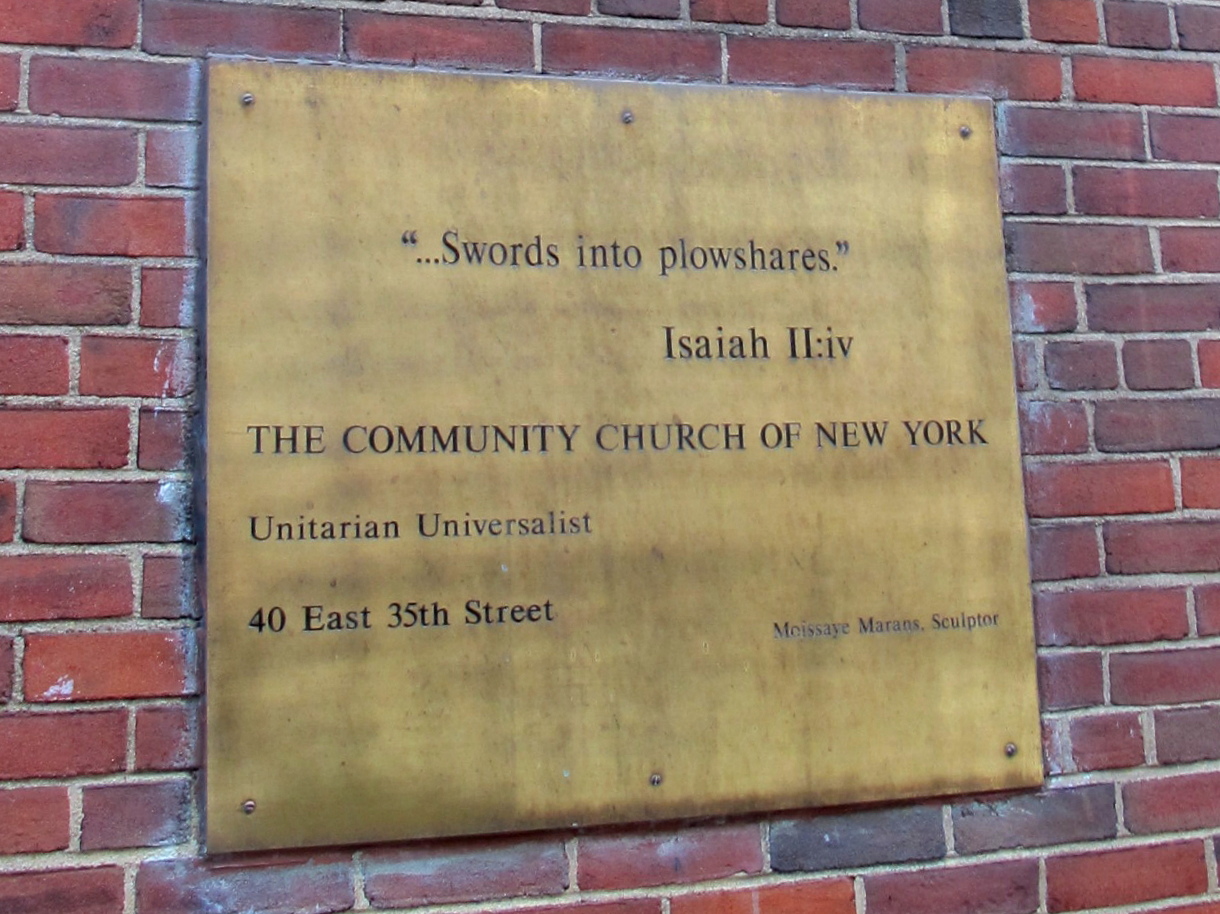 “...Swords into plowshares.”
Isaiah II:iv
THE COMMUNITY CHURCH OF NEW YORK
Unitarian Universalist
40 East 35th Street
Moissaye Marans, Sculptor